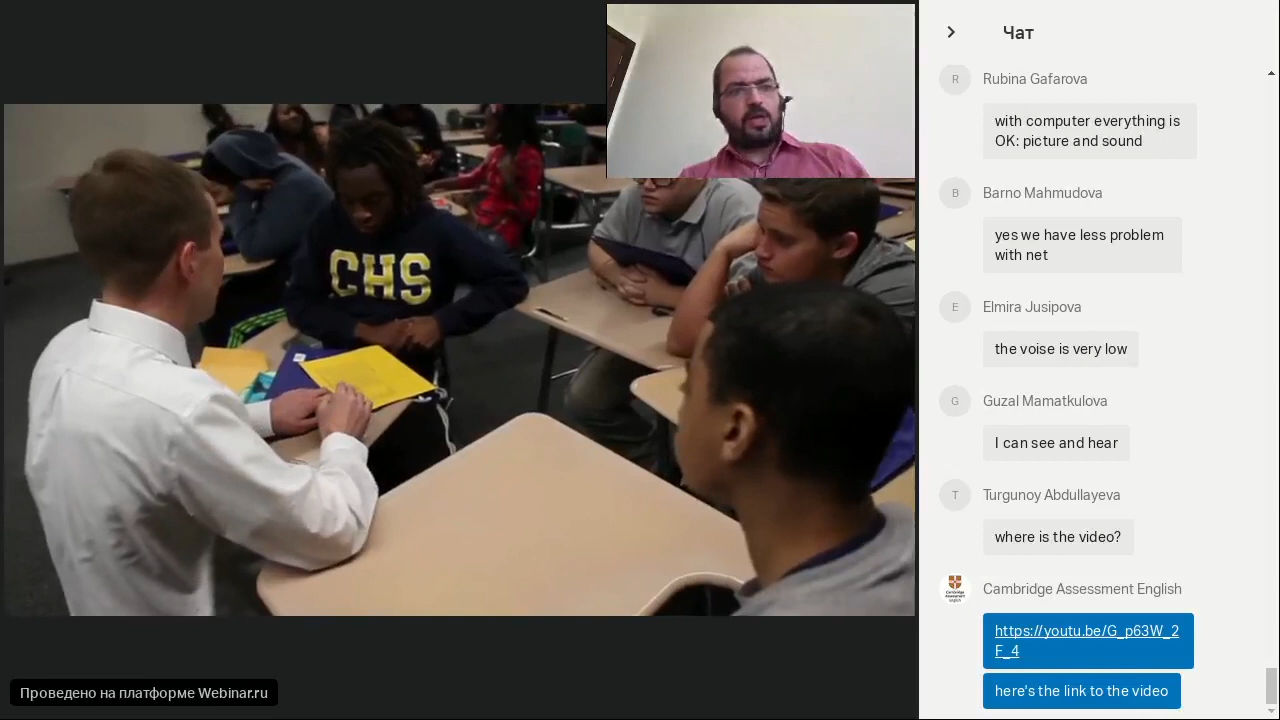 CHS
Проведено на платформе Webinar.ru
Чат
R
Rubina Gafarova
with computer everything is
OK: picture and sound
B
Barno Mahmudova
yes we have less problem
with net
E
Elmira Jusipova
the voise is very low
G
Guzal Mamatkulova
I can see and hear
T
Turgunoy Abdullayeva
where is the video?
Cambridge Assessment English
Cambridge Assessment English
https://youtu.be/G_p63W_2
F_4
here's the link to the video